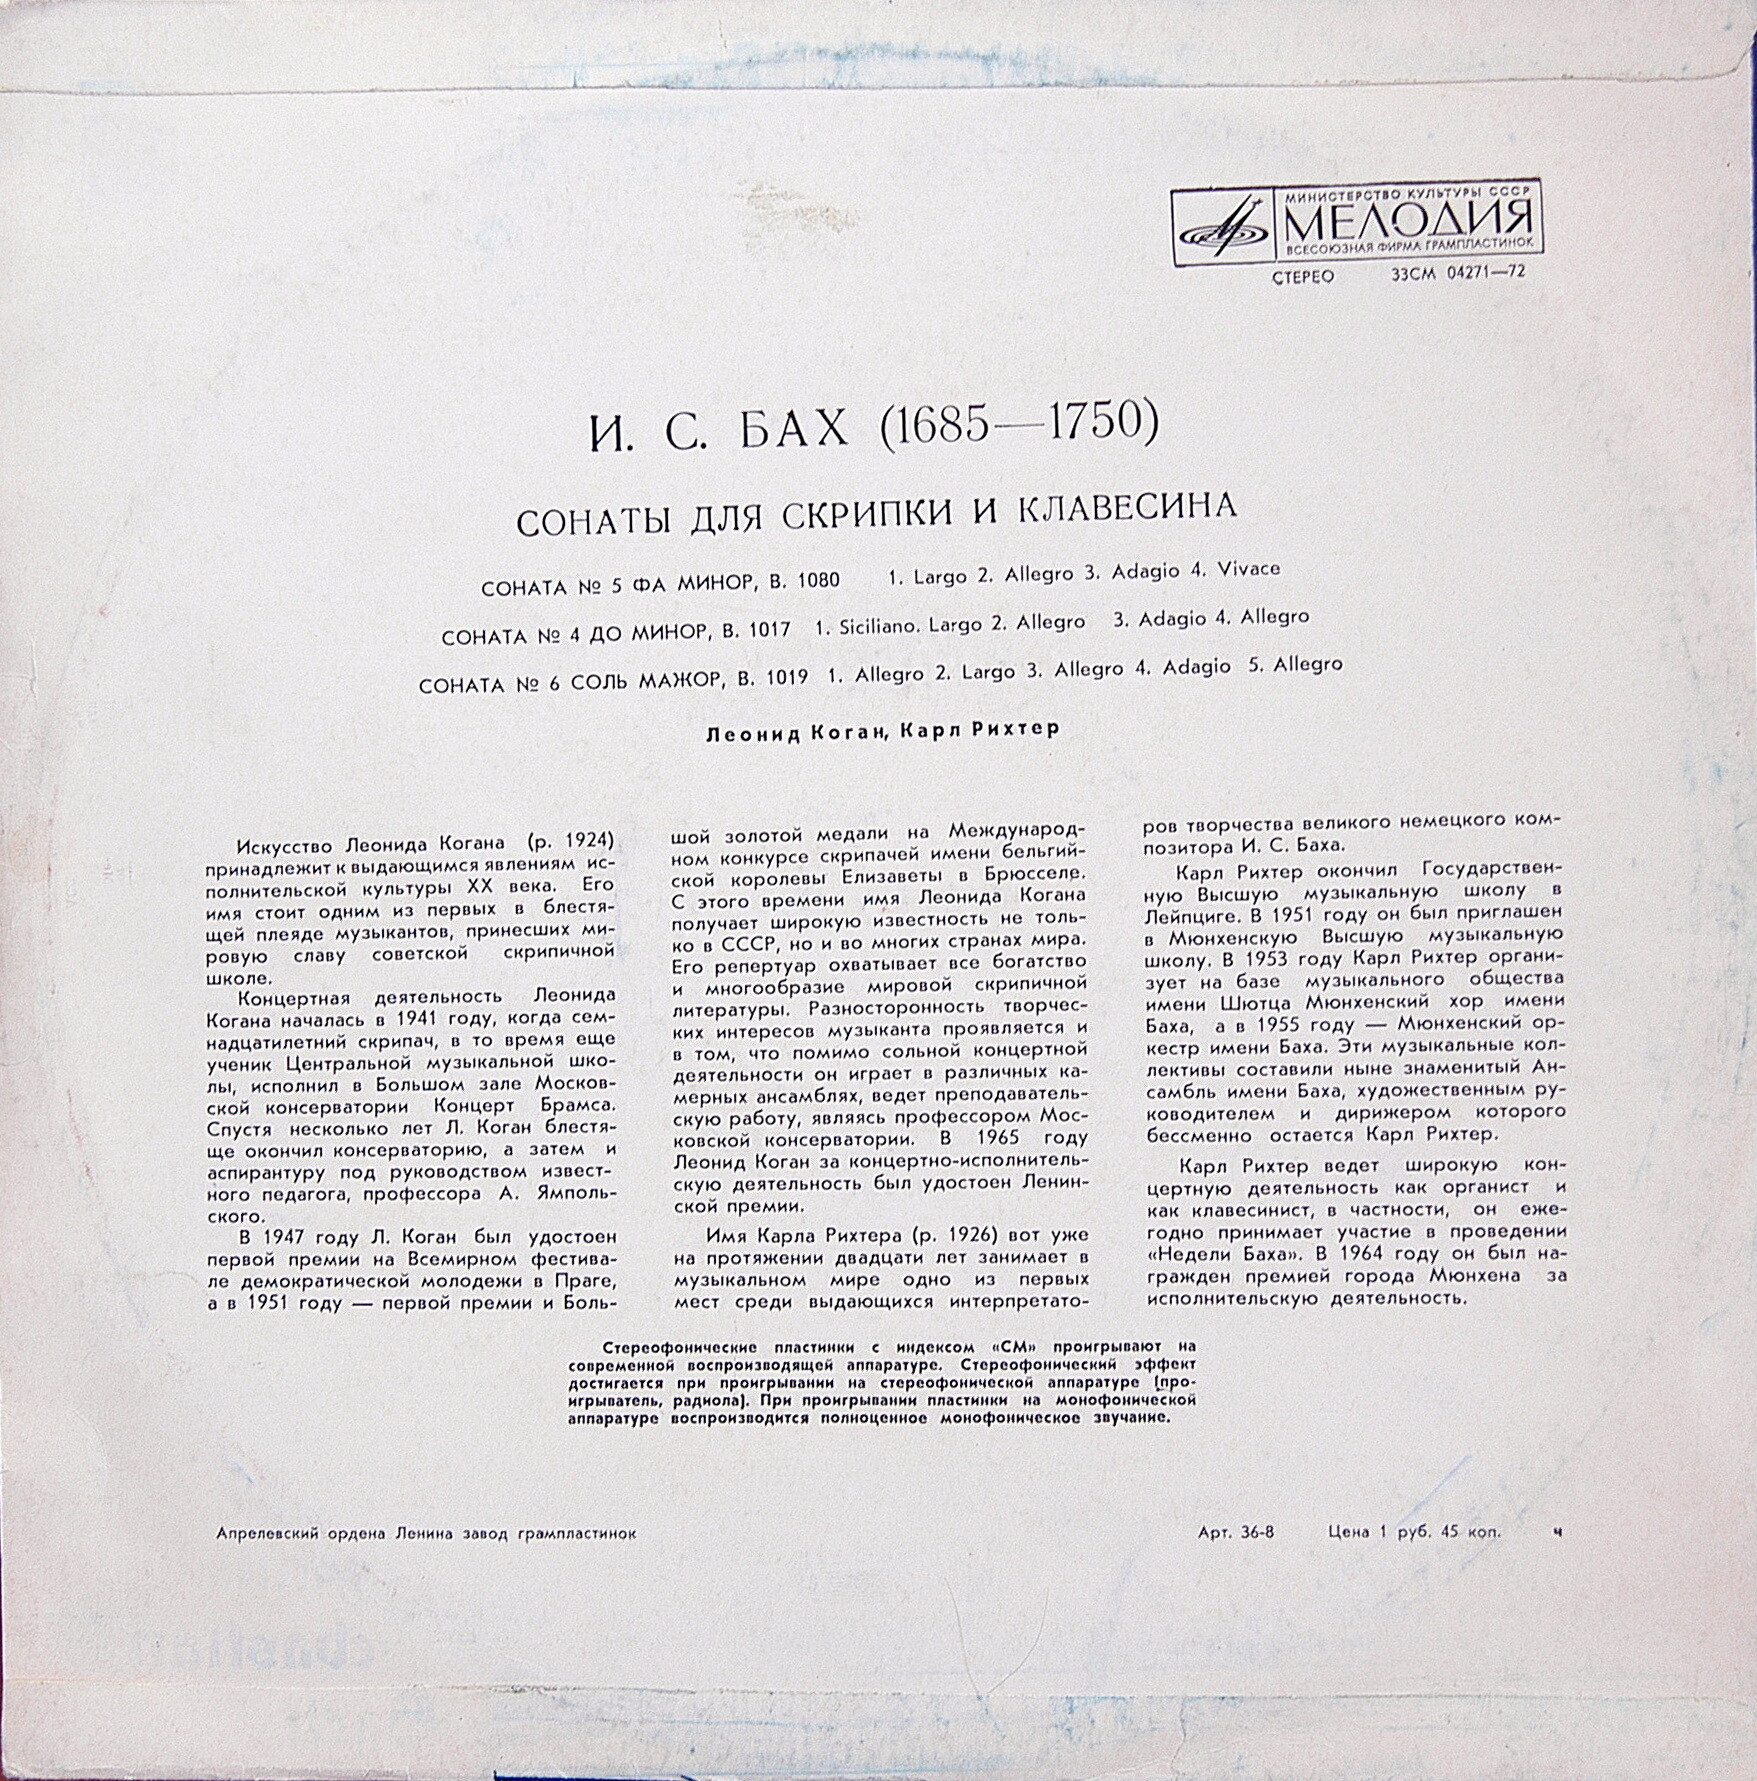 МИНИСТЕРСТВО КУЛЬТУРЫ СССР
МЕЛОДИЯ
ВСЕСОЮЗНАЯ ФИРМА ГРАМПЛАСТИНОК
СТЕРЕО 33СМ 04271—72
И. С. БАХ (1685—1750)
СОНАТЫ ДЛЯ СКРИПКИ И КЛАВЕСИНА
СОНАТА № 5 ФА МИНОР, В. 1080 1. Largo 2. Allegro 3. Adagio 4. Vivace
СОНАТА № 4 ДО МИНОР, В. 1017 1. Siciliano. Largo 2. Allegro 3. Adagio 4. Allegro
СОНАТА № 6 СОЛЬ МАЖОР, В. 1019 1. Allegro 2. Largo 3. Allegro 4. Adagio 5. Allegro
Леонид Коган, Карл Рихтер
Искусство Леонида Когана (р. 1924)
принадлежит к выдающимся явлениям ис-
полнительской культуры XX века. Его
имя стоит одним из первых в блестя-
щей плеяде музыкантов, принесших ми-
ровую славу советской скрипичной
школе.
Концертная деятельность Леонида
Когана началась в 1941 году, когда сем-
надцатилетний скрипач, в то время еще
ученик Центральной музыкальной шко-
лы, исполнил в Большом зале Москов-
ской консерватории Концерт Брамса.
Спустя несколько лет Л. Коган блестя-
ще окончил консерваторию, а затем и
аспирантуру под руководством извест-
ного педагога, профессора А. Ямполь-
ского.
В 1947 году Л. Коган был удостоен
первой премии на Всемирном фестива-
ле демократической молодежи в Праге,
а в 1951 году — первой премии и Боль-
шой золотой медали на Международ-
ном конкурсе скрипачей имени бельгий-
ской королевы Елизаветы в Брюсселе.
С этого времени имя Леонида Когана
получает широкую известность не толь-
ко в СССР, но и во многих странах мира.
Его репертуар охватывает все богатство
и многообразие мировой скрипичной
литературы. Разносторонность творчес-
ких интересов музыканта проявляется и
в том, что помимо сольной концертной
деятельности он играет в различных ка-
мерных ансамблях, ведет преподаватель-
скую работу, являясь профессором Мос-
ковской консерватории. В 1965 году
Леонид Коган за концертно-исполнитель-
скую деятельность был удостоен Ленин-
ской премии.
Имя Карла Рихтера (р. 1926) вот уже
на протяжении двадцати лет занимает в
музыкальном мире одно из первых
мест среди выдающихся интерпретато-
ров творчества великого немецкого ком-
позитора И. С. Баха.
Карл Рихтер окончил Государствен-
ную Высшую музыкальную школу в
Лейпциге. В 1951 году он был приглашен
в Мюнхенскую Высшую музыкальную
школу. В 1953 году Карл Рихтер органи-
зует на базе музыкального общества
имени Шютца Мюнхенский хор имени
Баха, а в 1955 году — Мюнхенский ор-
кестр имени Баха. Эти музыкальные кол-
лективы составили ныне знаменитый Ан-
самбль имени Баха, художественным ру-
ководителем и дирижером которого
бессменно остается Карл Рихтер.
Карл Рихтер ведет широкую кон-
цертную деятельность как органист и
как клавесинист, в частности, он еже-
годно принимает участие в проведении
«Недели Баха». В 1964 году он был на-
гражден премией города Мюнхена за
исполнительскую деятельность.
Стереофонические пластинки с индексом «СМ» проигрывают на
современной воспроизводящей аппаратуре. Стереофонический эффект
достигается при проигрывании на стереофонической аппаратуре (про-
игрыватель, радиола). При проигрывании пластинки на монофонической
аппаратуре воспроизводится полноценное монофоническое звучание.
Апрелевский ордена Ленина завод грампластинок Арт. 36-8 Цена 1 руб. 45 коп. ч